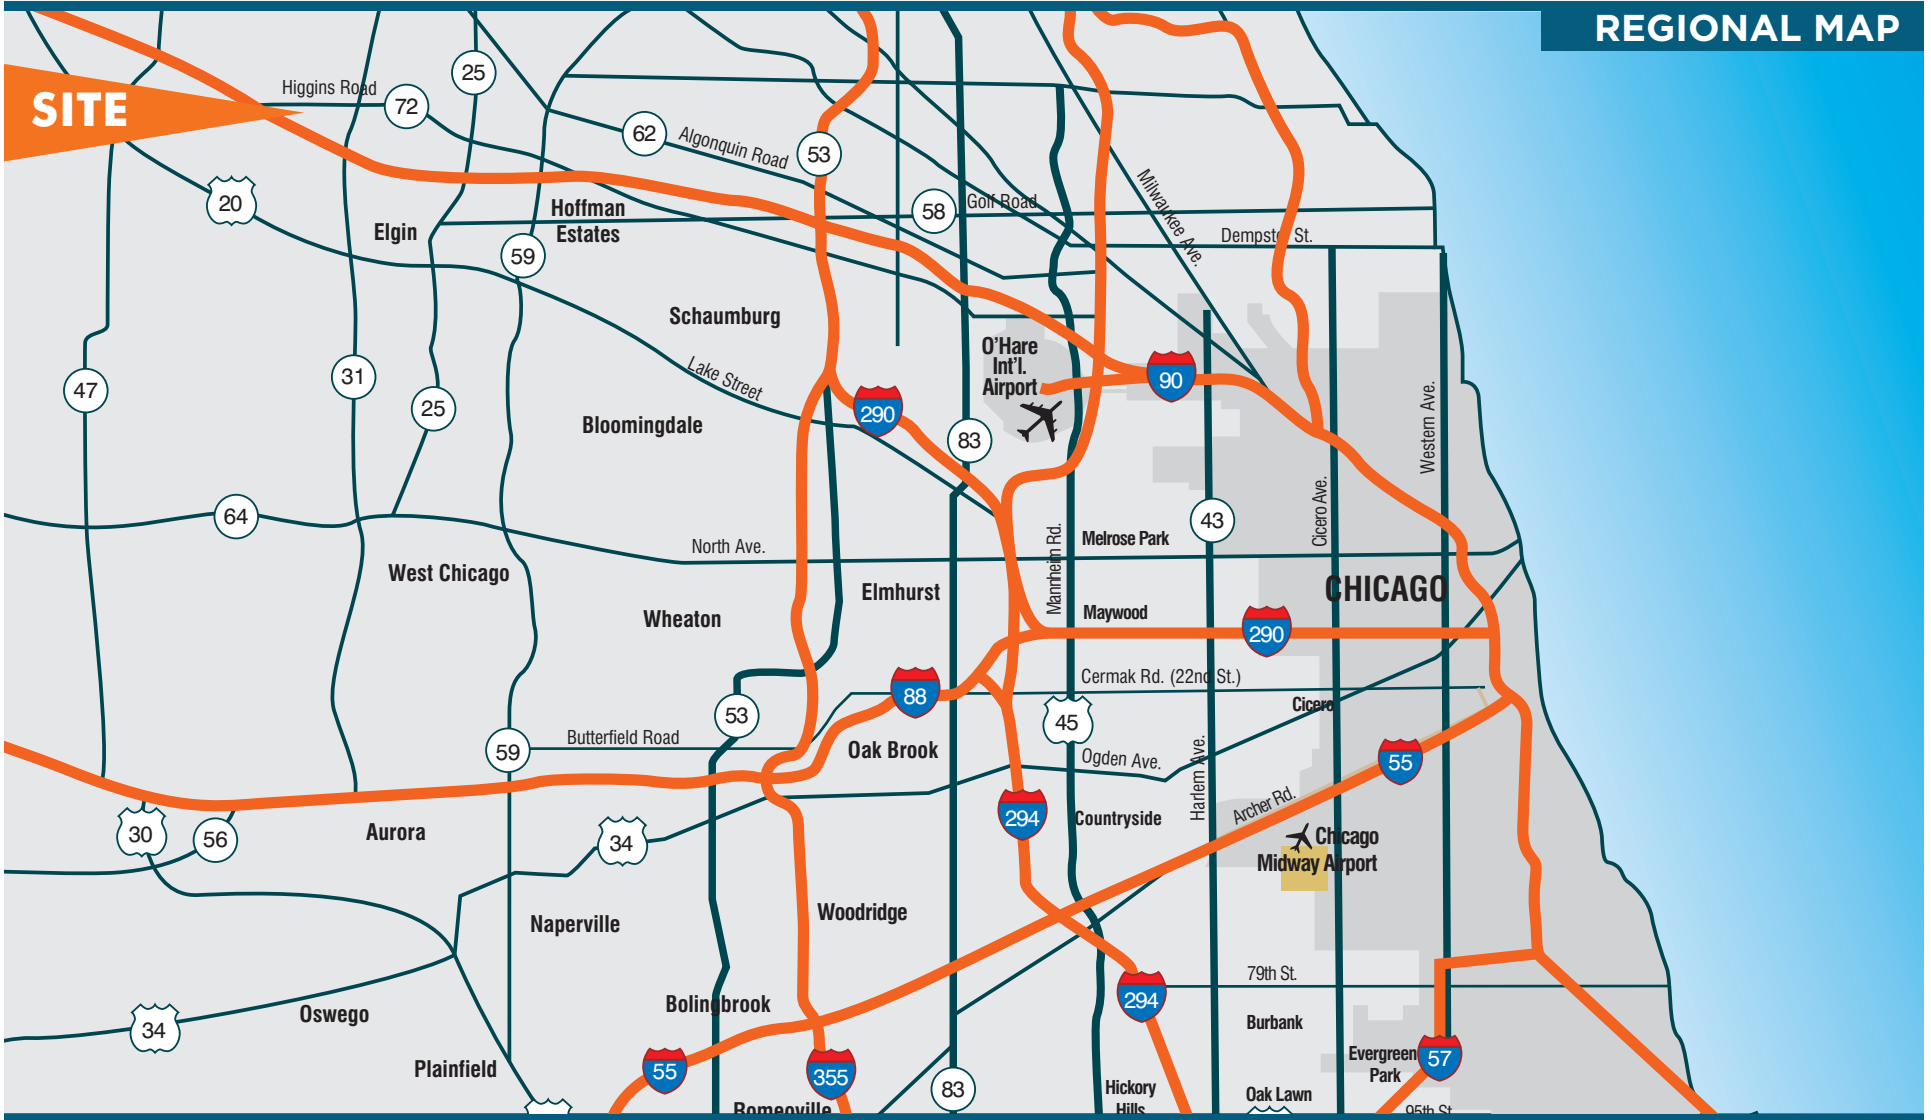 REGIONAL MAP
SITE
Higgins Road
72
25
62
Algonquin Road
53
20
Elgin
Hoffman
Estates
59
58
Golf Road
Milwaukee Ave.
Dempster St.
Schaumburg
O'Hare
Int'l.
Airport
90
47
31
25
Lake Street
290
Bloomingdale
83
Western Ave.
64
43
Cicero Ave.
North Ave.
Mannheim Rd.
Melrose Park
West Chicago
Wheaton
Elmhurst
Maywood
CHICAGO
290
88
Cermak Rd. (22nd St.)
Cicero
53
45
59
Butterfield Road
Oak Brook
Ogden Ave.
Harlem Ave.
55
30
56
Aurora
34
294
Countryside
Archer Rd.
Chicago
Midway Airport
Naperville
Woodridge
79th St.
294
Bolingbrook
34
Oswego
Burbank
Plainfield
55
355
83
Evergreen
Park
57
Hickory
Hills
Oak Lawn
Romeoville
95th St.